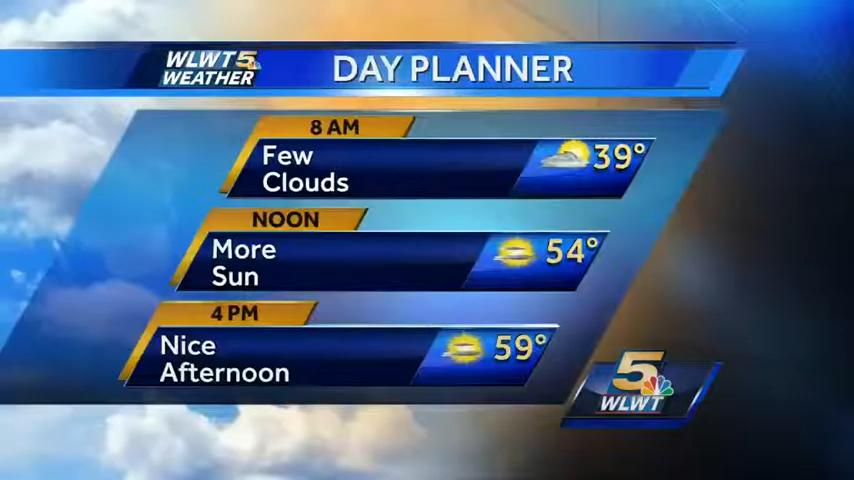 WLWT 5
WEATHER
DAY PLANNER
8 AM
Few
Clouds
39°
NOON
More
Sun
54°
4 PM
Nice
Afternoon
59°
5
WLWT